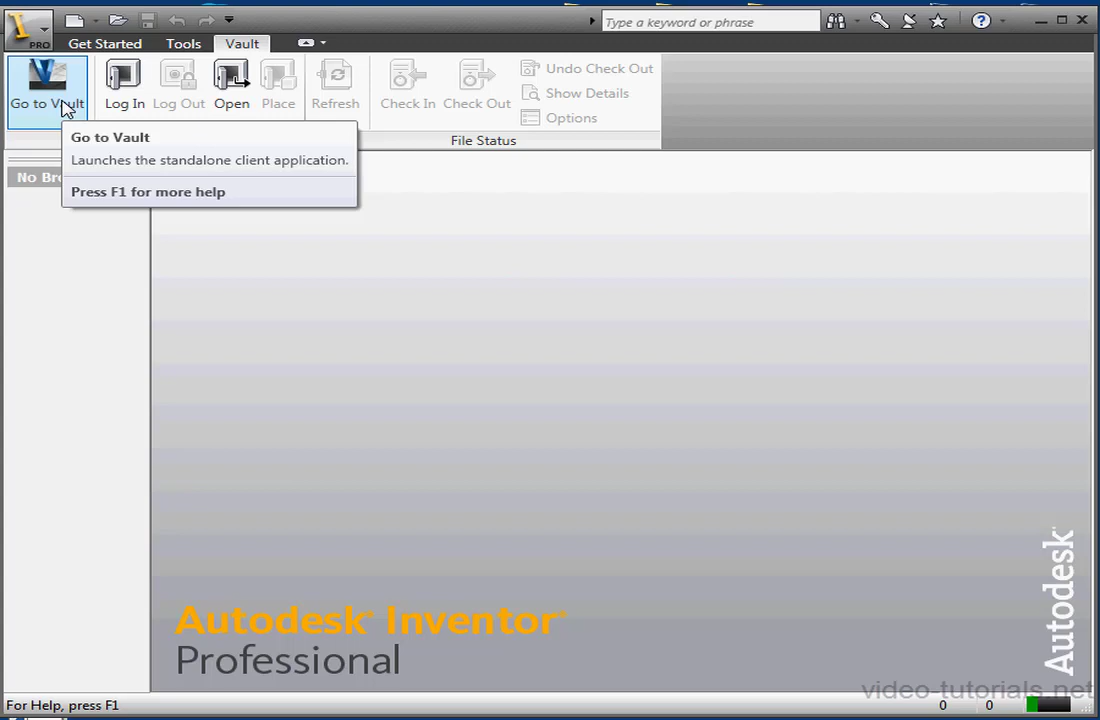 PRO
Type a keyword or phrase
Get Started Tools Vault
Go to Vault Log In Log Out Open Place Refresh Check In Check Out
Undo Check Out
Show Details
Options
File Status
Go to Vault
Launches the standalone client application.
Press F1 for more help
No Bro
Autodesk® Inventor®
Professional
Autodesk
video-tutorials.net
For Help, press F1 0 0